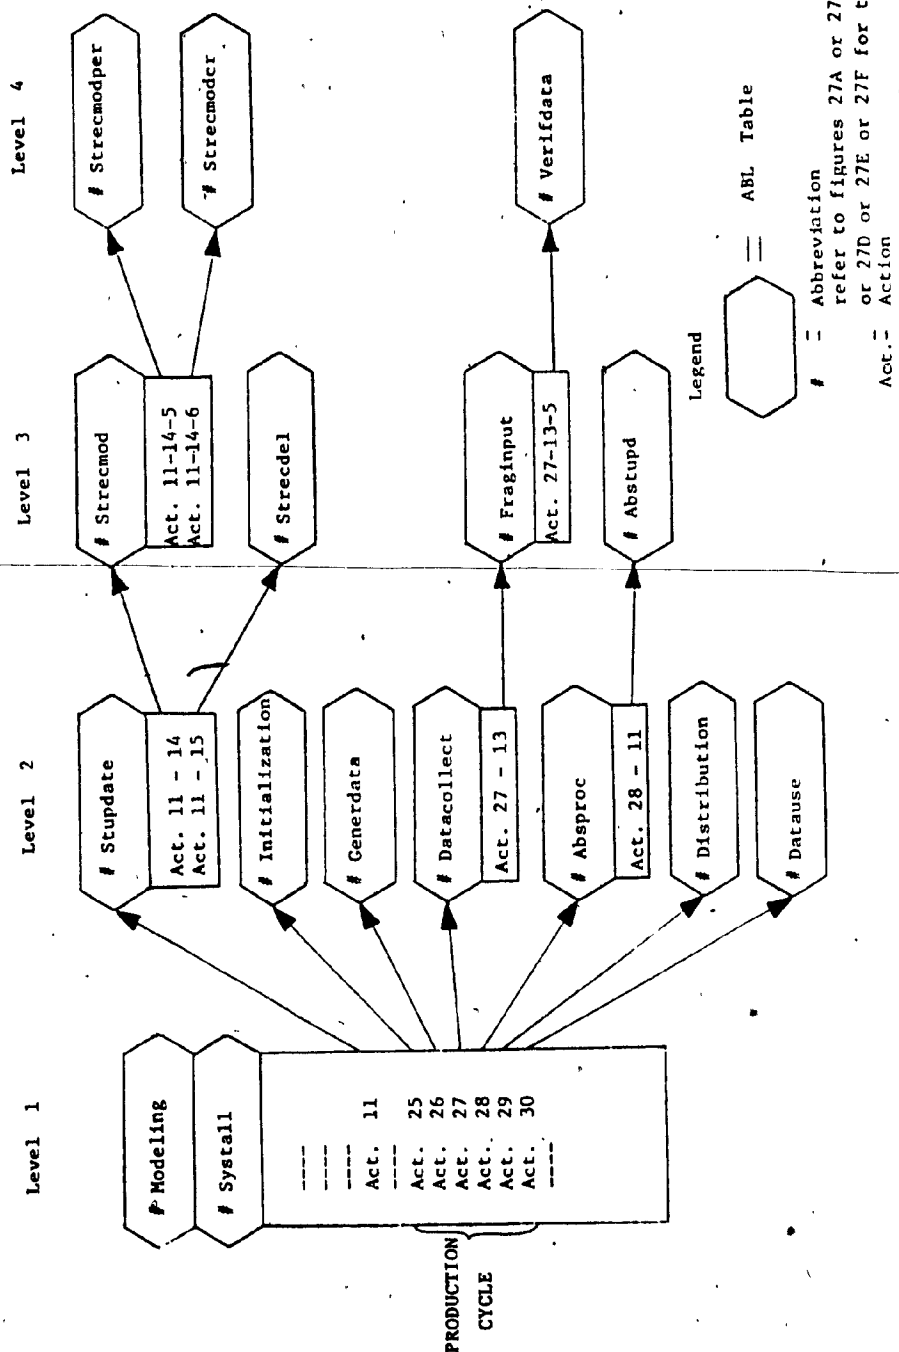 Level 1
Level 2
Level 3
Level 4
# Modeling
# Systall
----
----
----
Act. 11
----
Act. 25
Act. 26
Act. 27
Act. 28
Act. 29
Act. 30
----
PRODUCTION
CYCLE
# Stupdate
Act. 11 - 14
Act. 11 - 15
# Initialization
# Generdata
# Datacollect
Act. 27 - 13
# Absproc
Act. 28 - 11
# Distribution
# Datause
# Strecmod
Act. 11-14-5
Act. 11-14-6
# Strecdel
# Fraginput
Act. 27-13-5
# Abstupd
# Strecmodper
# Strecmodcr
# Verifdata
Legend
= ABL Table
# = Abbreviation
refer to figures 27A or 27
or 27D or 27E or 27F for t
Act.= Action